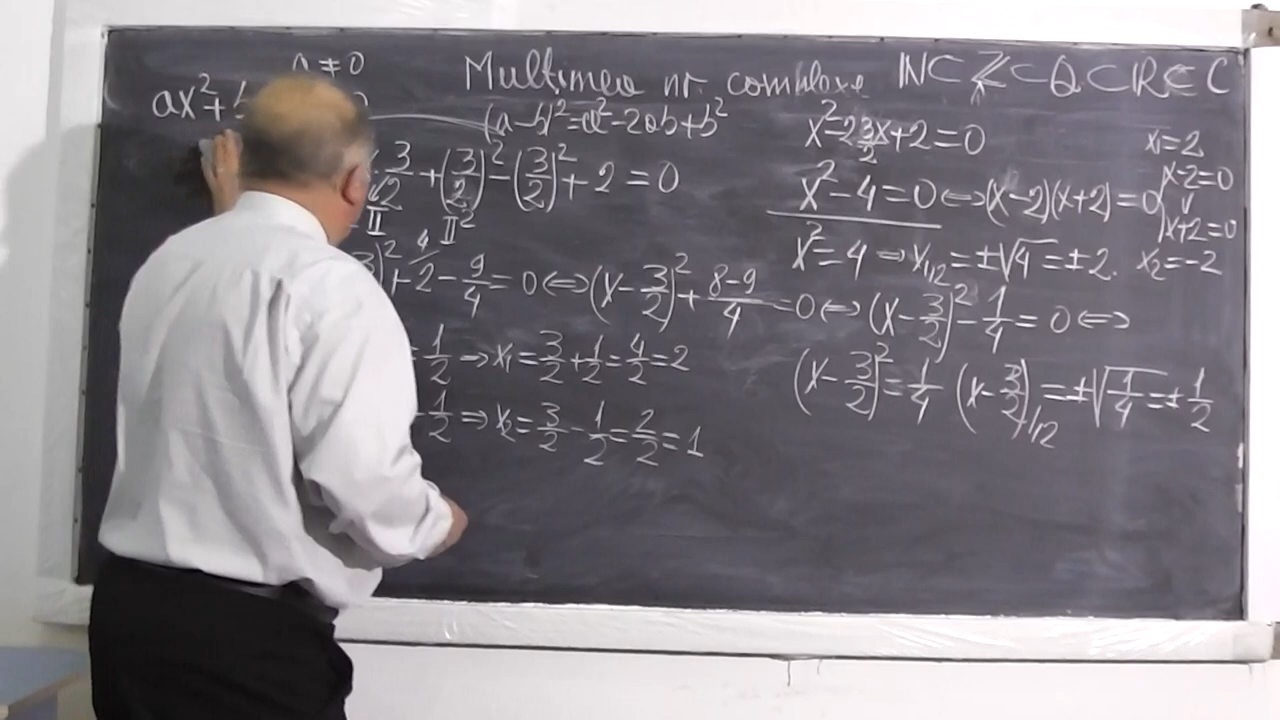 a ≠ 0
ax²+
Mulțimea nr. complexe
ℕ⊂ℤ⊂Q⊂ℝ⊂C
(a-b)²=a²-2ab+b²
3/2+(3/2)²-(3/2)²+2=0
II II²
)²+2-9/4=0⇔(x-3/2)²+8-9/4=0⇔(x-3/2)²-1/4=0⇔
1/2⇒x₁=3/2+1/2=4/2=2
1/2⇒x₂=3/2-1/2=2/2=1
x²-2 3/2 x+2=0
x²-4=0⇔(x-2)(x+2)=0
x²=4⇒x₁,₂=±√4=±2.
x₁=2
x-2=0
v
x+2=0
x₂=-2
(x-3/2)²=1/4 (x-3/2)₁,₂=±√1/4=±1/2